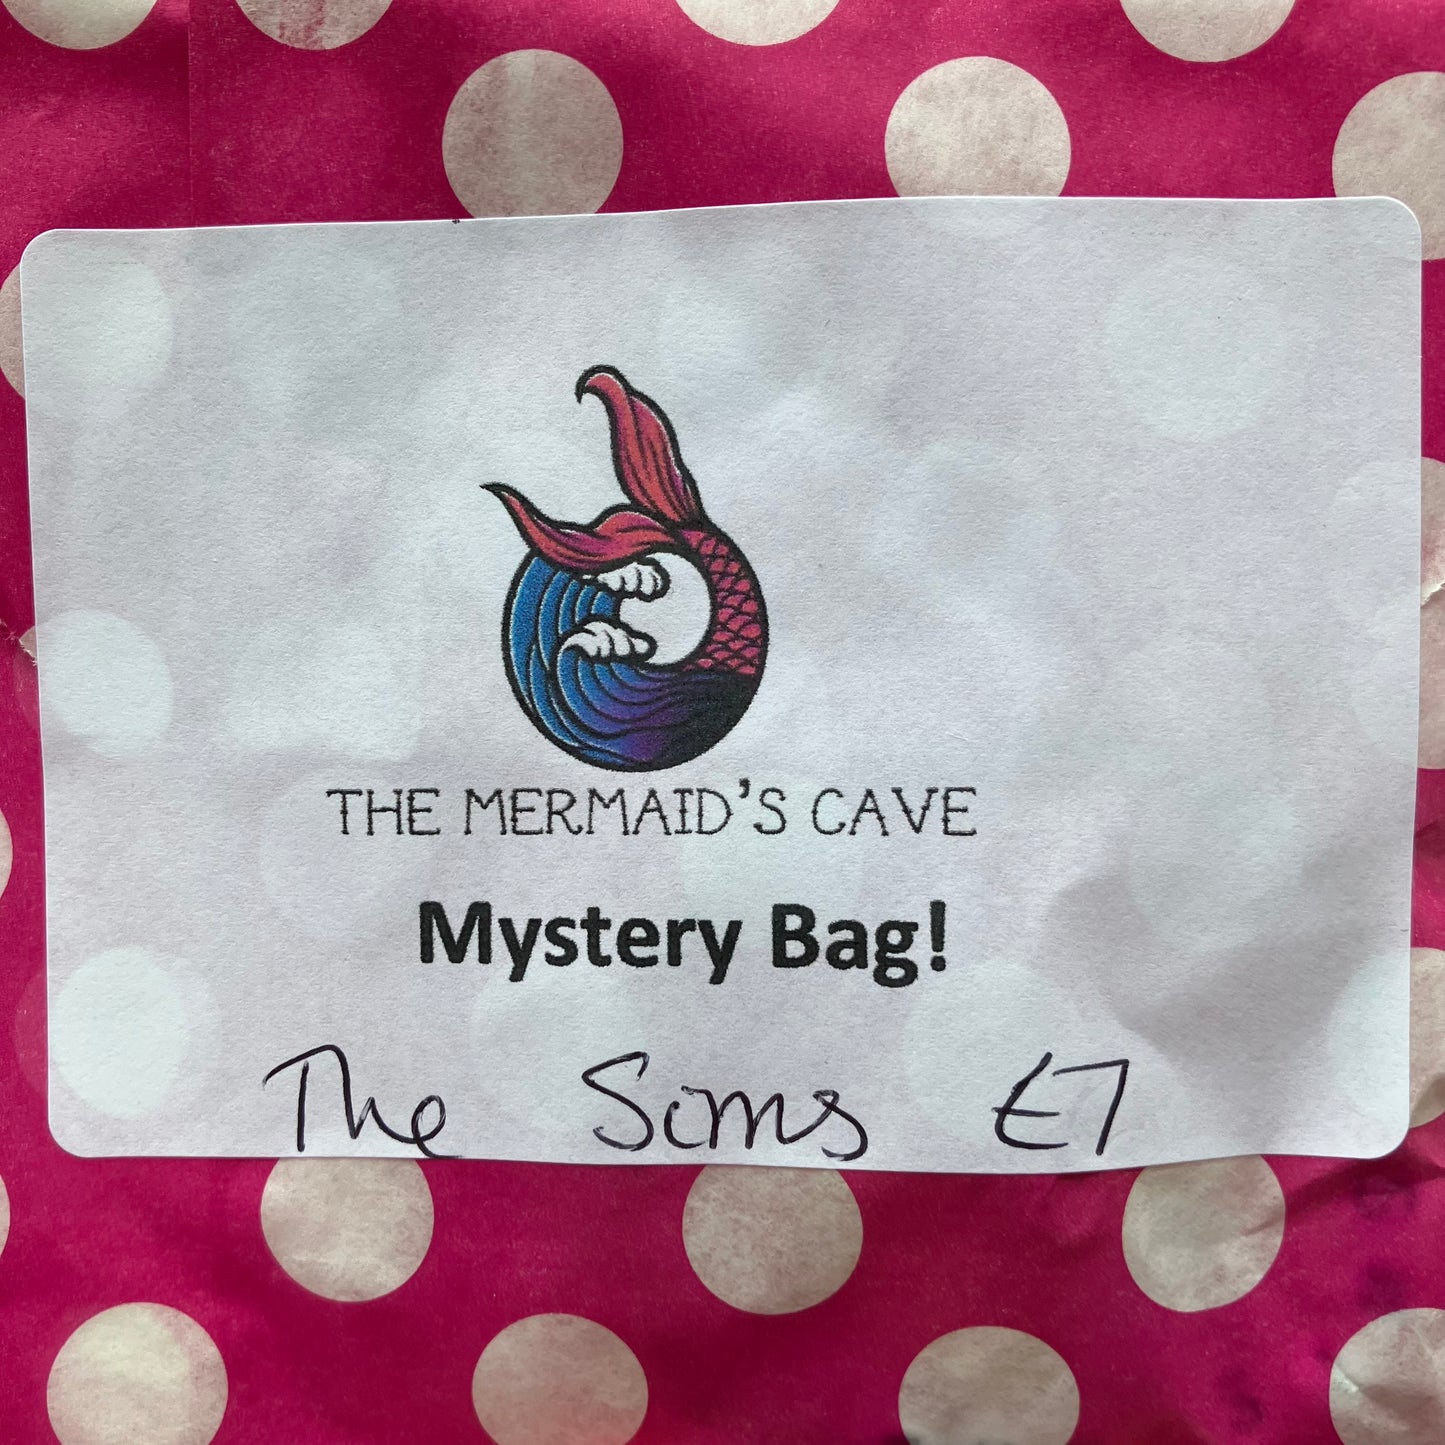 THE MERMAID'S CAVE
Mystery Bag!
The Sims £7